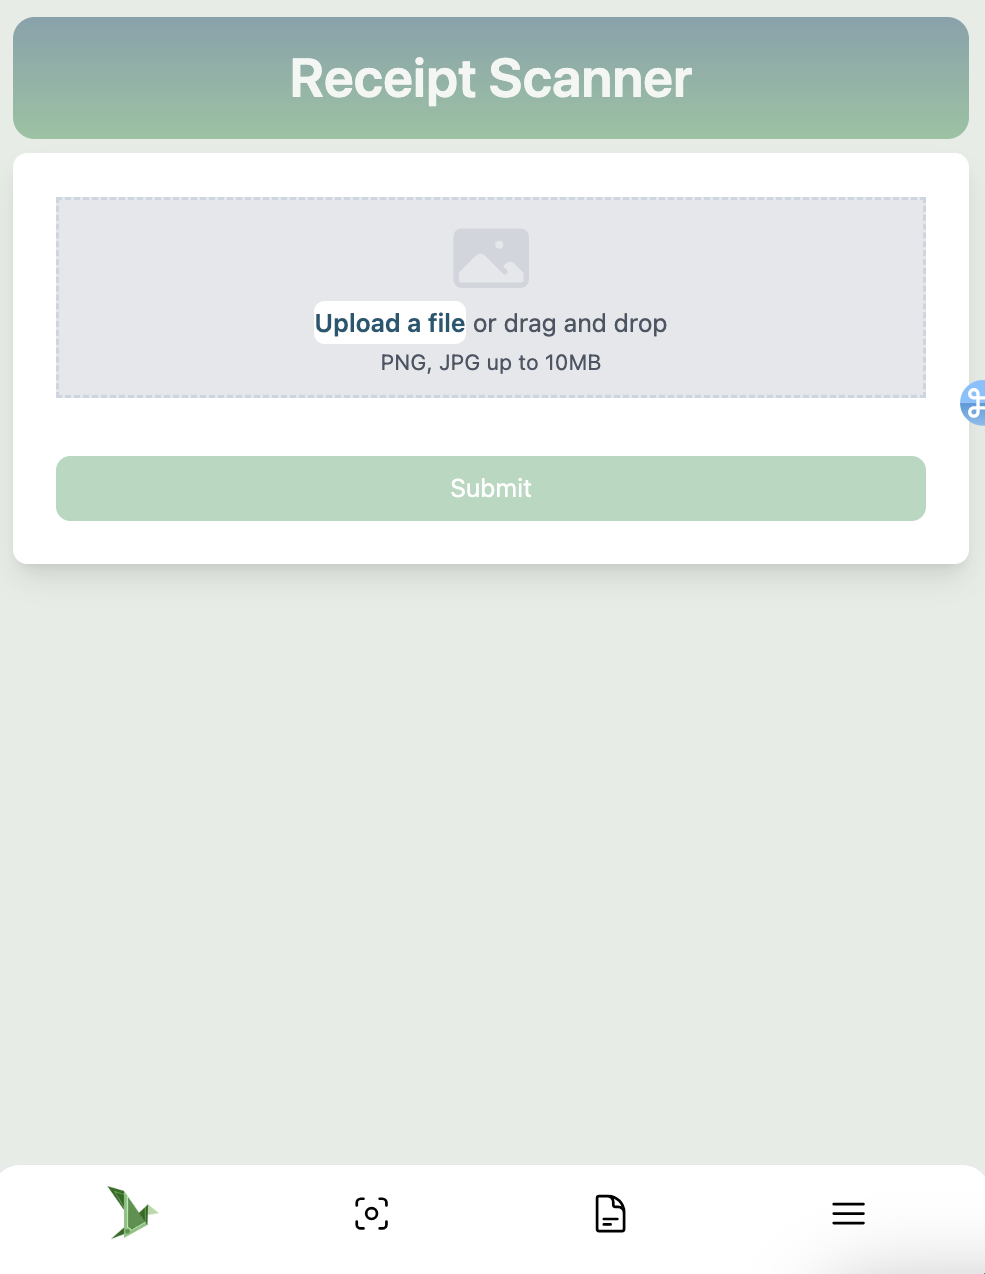 Receipt Scanner
Upload a file or drag and drop
PNG, JPG up to 10MB
Submit